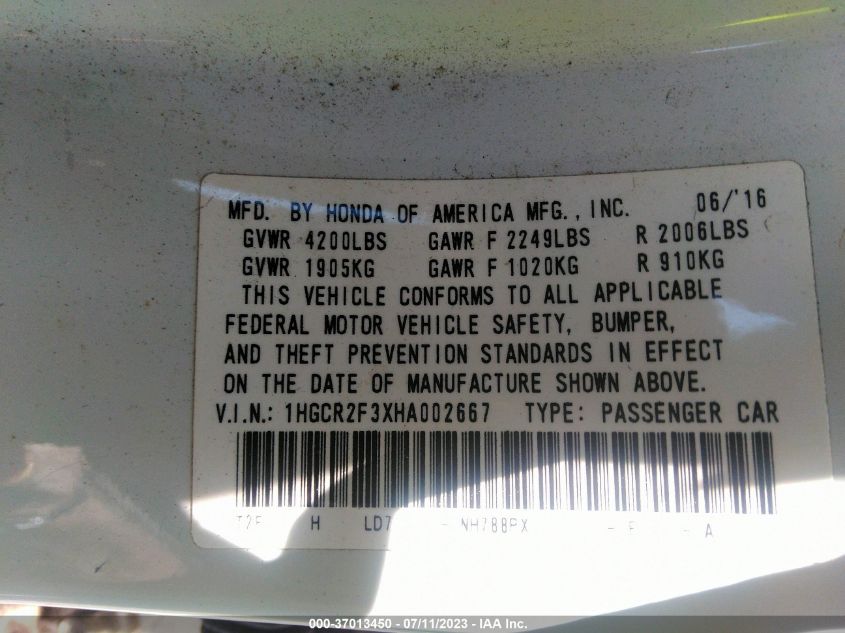 MFD. BY HONDA OF AMERICA MFG., INC. 06/'16
GVWR 4200LBS GAWR F 2249LBS R 2006LBS
GVWR 1905KG GAWR F 1020KG R 910KG
THIS VEHICLE CONFORMS TO ALL APPLICABLE
FEDERAL MOTOR VEHICLE SAFETY, BUMPER,
AND THEFT PREVENTION STANDARDS IN EFFECT
ON THE DATE OF MANUFACTURE SHOWN ABOVE.
V.I.N.: 1HGCR2F3XHA002667 TYPE: PASSENGER CAR
H - NH788PX - - A
000-37013450 - 07/11/2023 - IAA Inc.